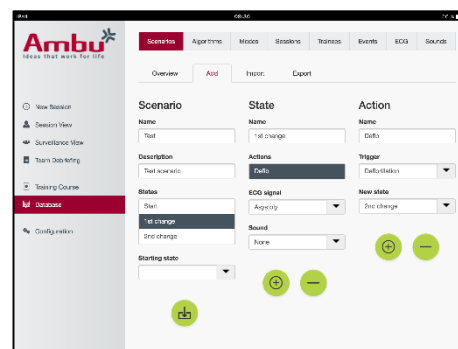 iPad
08:30
Ambu
Ideas that work for life
Scenarios
Algorithms
Modes
Sessions
Trainees
Events
ECG
Sounds
Overview
Add
Import
Export
New Session
Session View
Surveillance View
Team Debriefing
Training Course
Database
Configuration
Scenario
Name
Test
Description
Test scenario
States
Start
1st change
2nd change
Starting state
State
Name
1st change
Actions
Defib
ECG signal
Asystoly
Sound
None
Action
Name
Defib
Trigger
Defibrillation
New state
2nd change